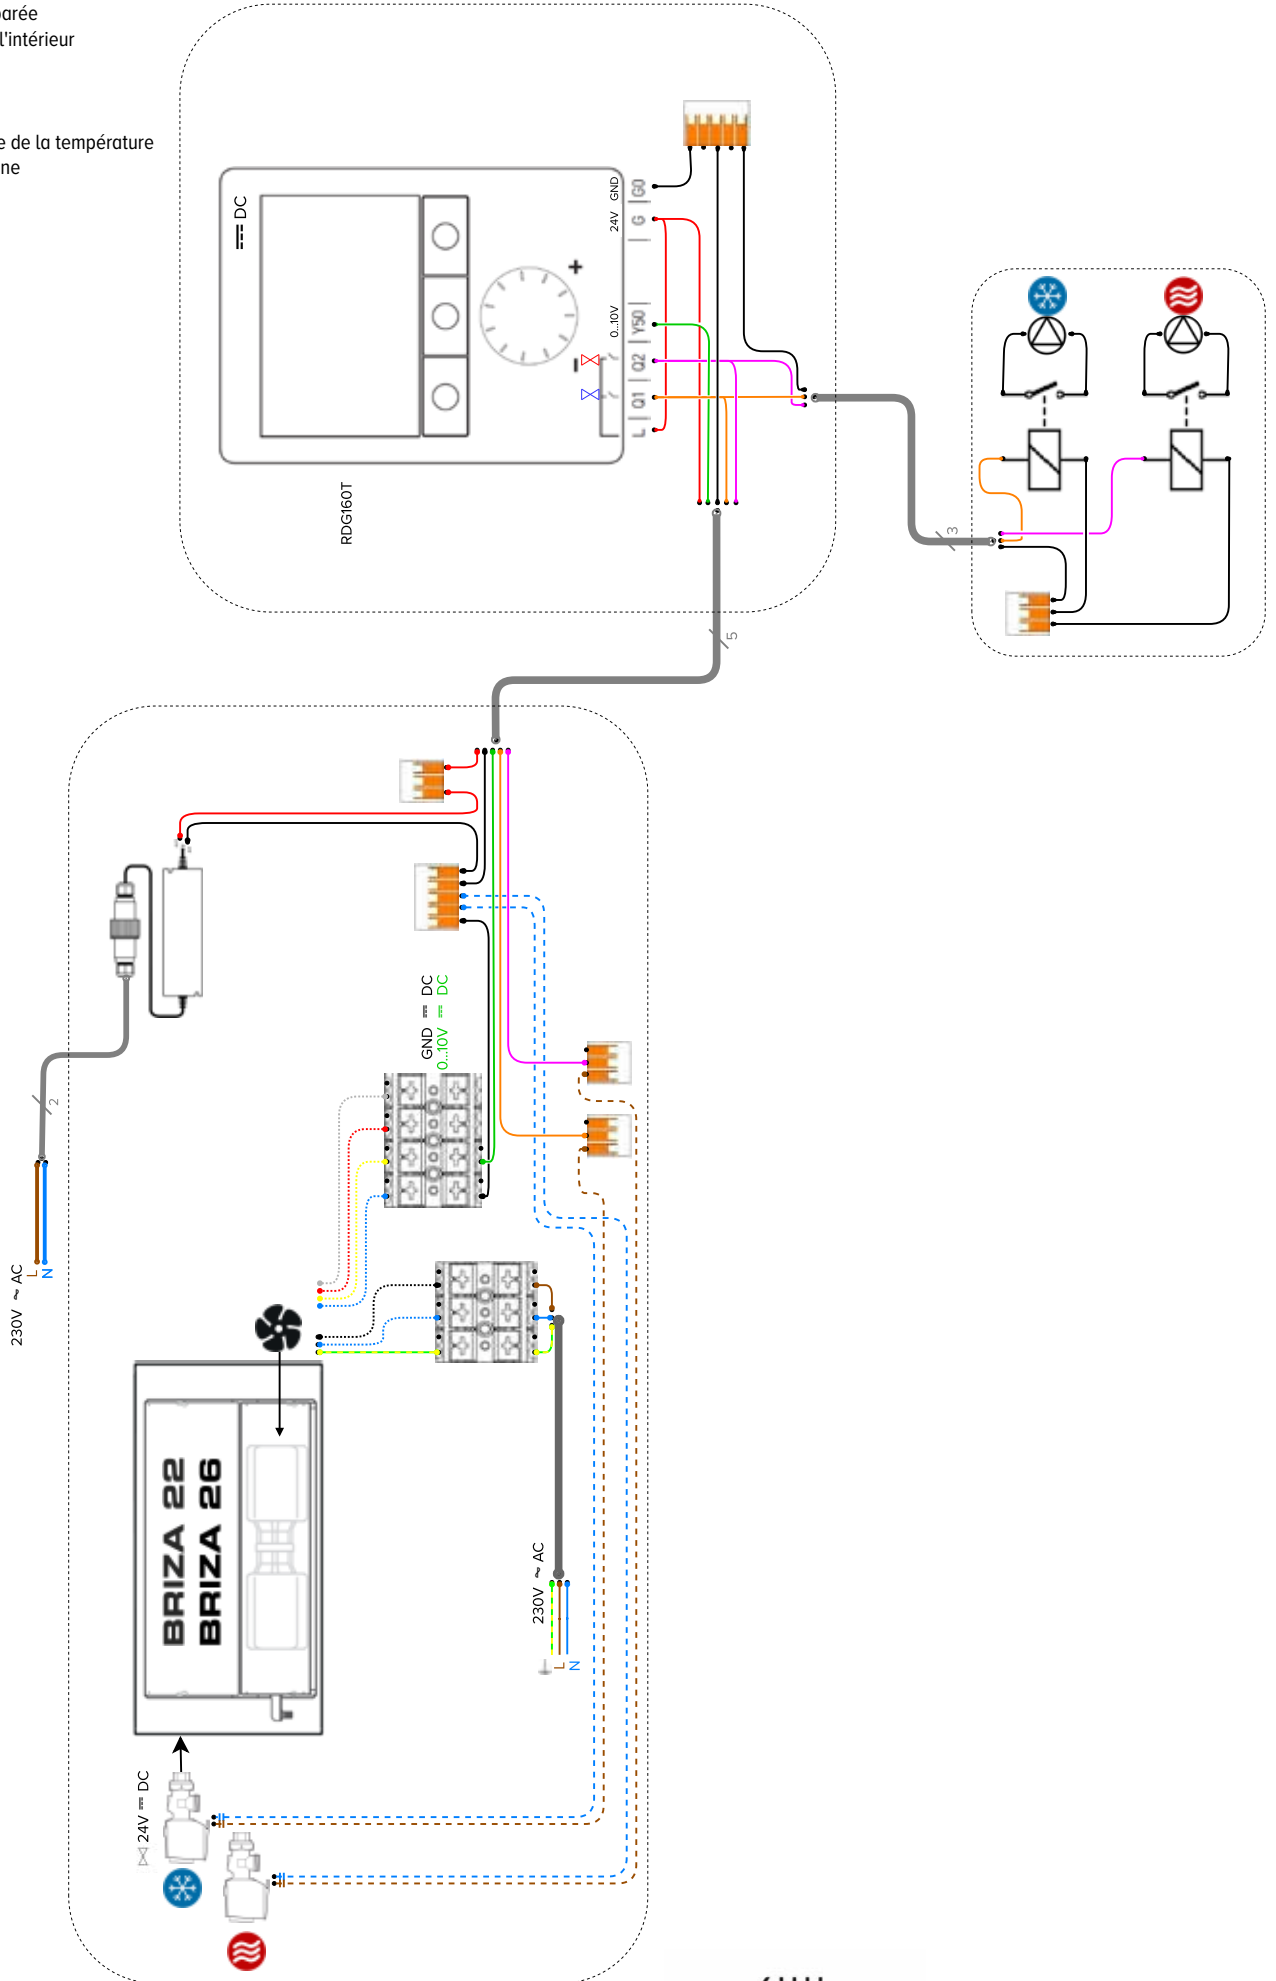 parée
l'intérieur
e de la température
ne
DC
RDG160T
GND
24V
0...10V
G0
G
Y50
Q2
Q1
L
+
3
5
2
GND DC
0...10V DC
230V ~ AC
L
N
BRIZA 22
BRIZA 26
230V ~ AC
L
N
24V DC